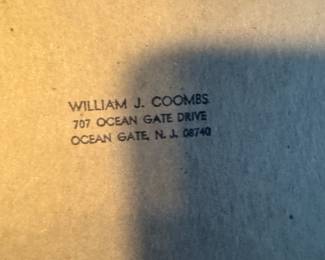 WILLIAM J. COOMBS
707 OCEAN GATE DRIVE
OCEAN GATE, N. J. 08740